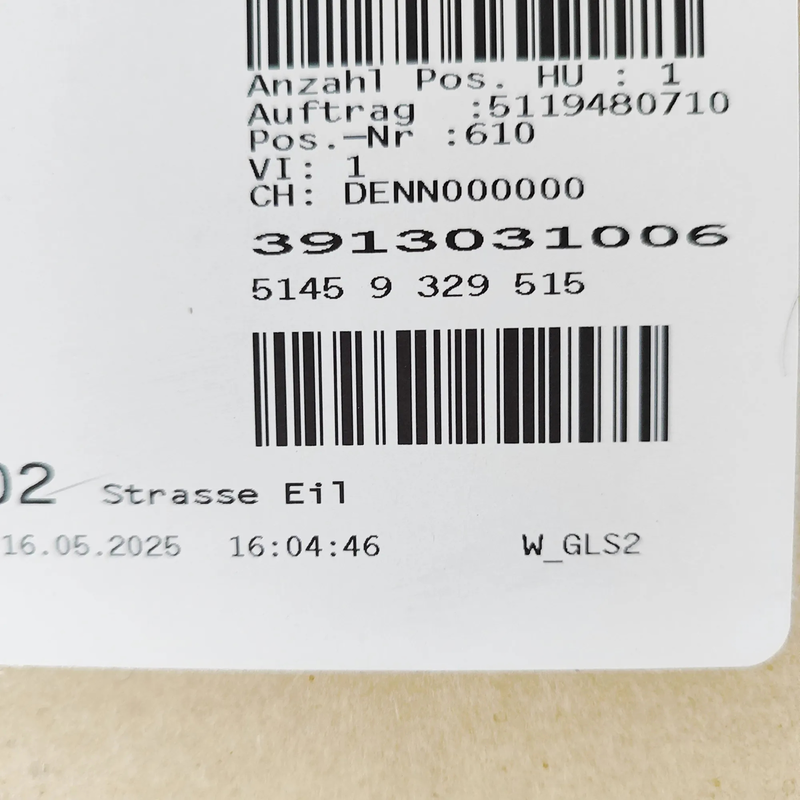 Anzahl Pos. HU : 1
Auftrag :5119480710
Pos.-Nr :610
VI: 1
CH: DENN000000
3913031006
5145 9 329 515
02 Strasse Eil
16.05.2025 16:04:46 W_GLS2